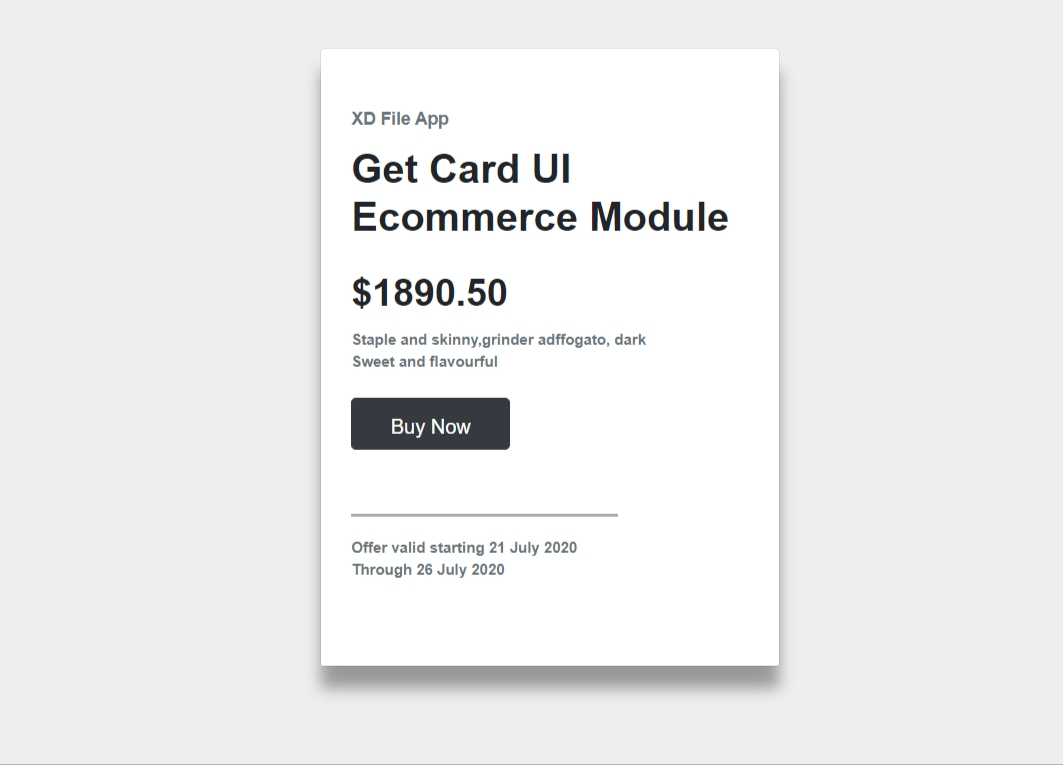 XD File App
Get Card UI
Ecommerce Module
$1890.50
Staple and skinny,grinder adffogato, dark
Sweet and flavourful
Buy Now
Offer valid starting 21 July 2020
Through 26 July 2020